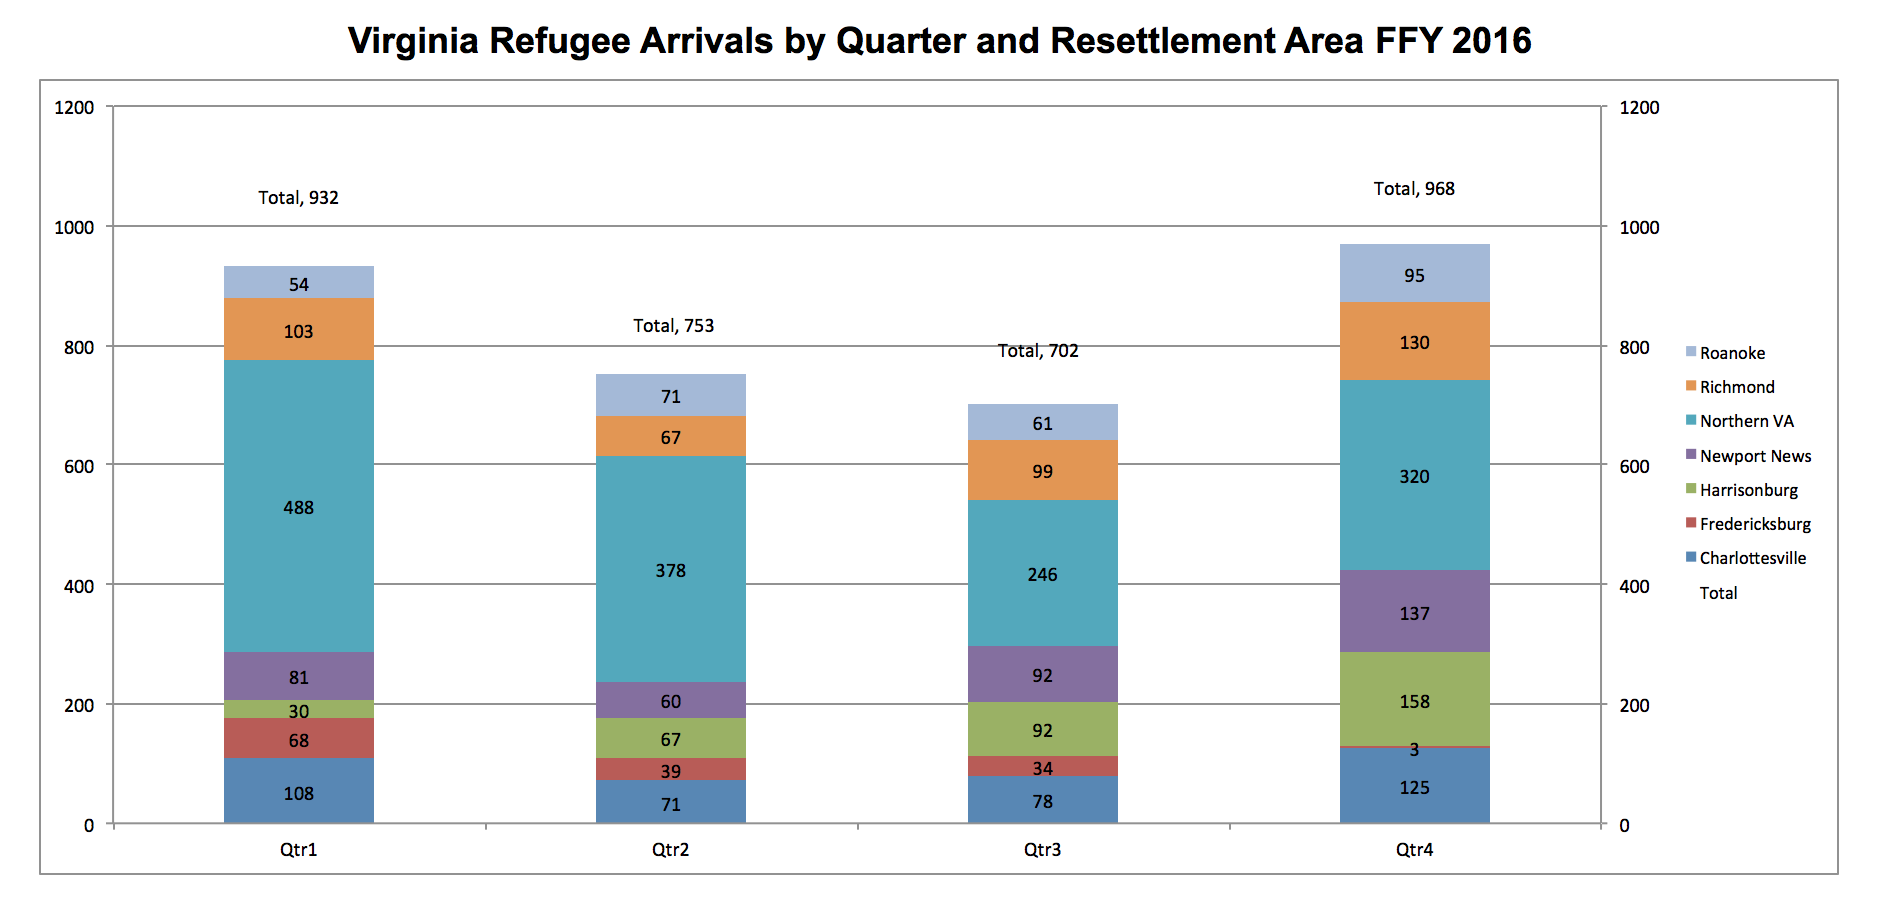 Virginia Refugee Arrivals by Quarter and Resettlement Area FFY 2016
1200
1000
800
600
400
200
0
Total, 932
54
103
488
81
30
68
108
Qtr1
Total, 753
71
67
378
60
67
39
71
Qtr2
Total, 702
61
99
246
92
92
34
78
Qtr3
Total, 968
95
130
320
137
158
3
125
Qtr4
1200
1000
800
600
400
200
0
Roanoke
Richmond
Northern VA
Newport News
Harrisonburg
Fredericksburg
Charlottesville
Total